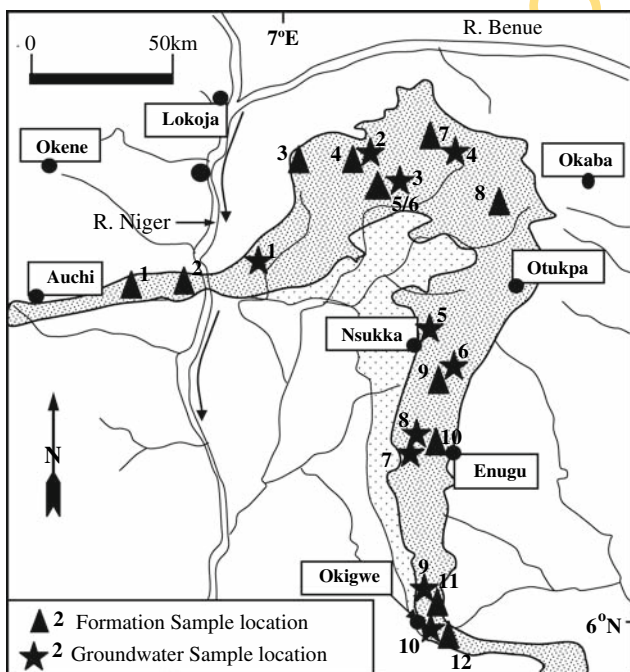 7°E
R. Benue
0 50km
Lokoja
Okene
7
2
4
3
4
3
Okaba
5/6
8
R. Niger
1
Auchi
1
2
Otukpa
5
Nsukka
6
9
8
10
7
Enugu
N
9
Okigwe
11
10
12
6°N
2 Formation Sample location
2 Groundwater Sample location